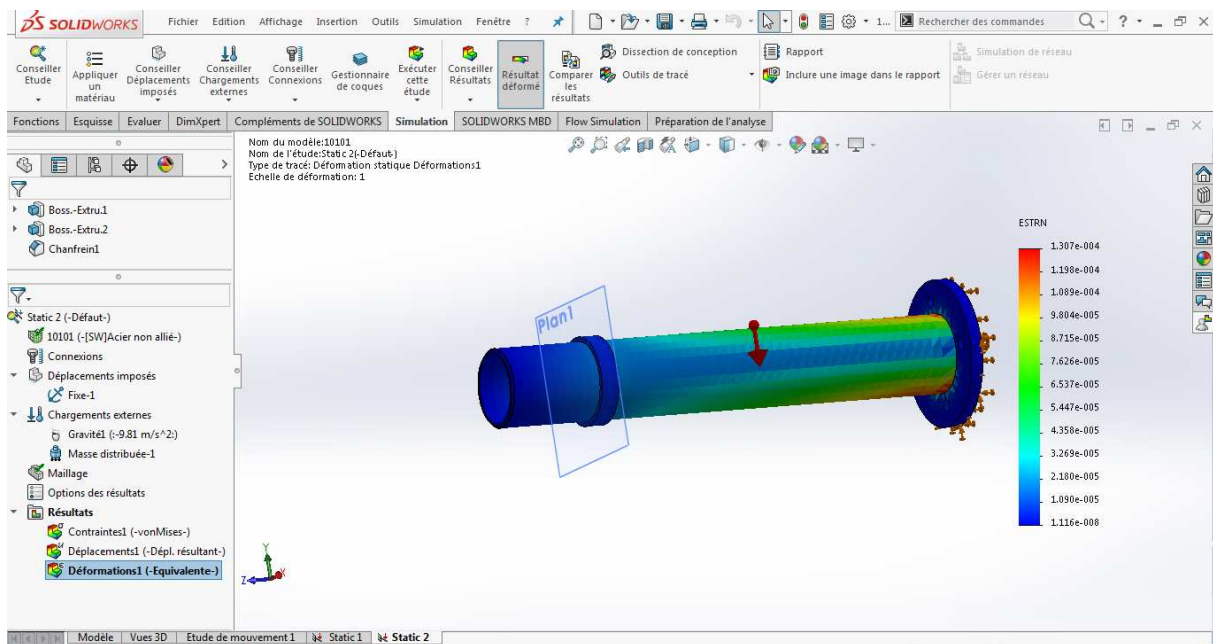 SOLIDWORKS Fichier Edition Affichage Insertion Outils Simulation Fenêtre ? 1... Rechercher des commandes ?
Conseiller Etude
Appliquer un matériau
Conseiller Déplacements imposés
Conseiller Chargements externes
Conseiller Connexions
Gestionnaire de coques
Exécuter cette étude
Conseiller Résultats
Résultat déformé
Comparer les résultats
Dissection de conception
Outils de tracé
Rapport
Inclure une image dans le rapport
Simulation de réseau
Gérer un réseau
Fonctions Esquisse Evaluer DimXpert Compléments de SOLIDWORKS Simulation SOLIDWORKS MBD Flow Simulation Préparation de l'analyse
Boss.-Extru.1
Boss.-Extru.2
Chanfrein1
Static 2 (-Défaut-)
10101 (-[SW]Acier non allié-)
Connexions
Déplacements imposés
Fixe-1
Chargements externes
Gravité1 (:-9.81 m/s^2:)
Masse distribuée-1
Maillage
Options des résultats
Résultats
Contraintes1 (-vonMises-)
Déplacements1 (-Dépl. résultant-)
Déformations1 (-Equivalente-)
Nom du modèle:10101
Nom de l'étude:Static 2(-Défaut-)
Type de tracé: Déformation statique Déformations1
Echelle de déformation: 1
Plan1
ESTRN
1.307e-004
1.198e-004
1.089e-004
9.804e-005
8.715e-005
7.626e-005
6.537e-005
5.447e-005
4.358e-005
3.269e-005
2.180e-005
1.090e-005
1.116e-008
Y
Z
X
Modèle Vues 3D Etude de mouvement 1 Static 1 Static 2